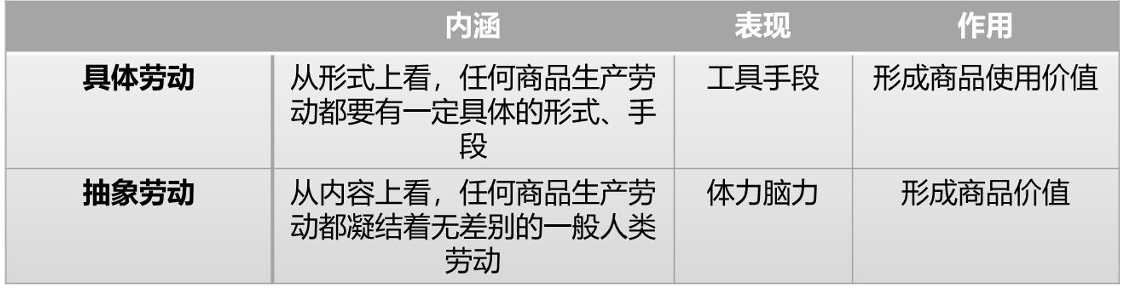 内涵 表现 作用
具体劳动 从形式上看，任何商品生产劳 工具手段 形成商品使用价值
动都要有一定具体的形式、手
段
抽象劳动 从内容上看，任何商品生产劳 体力脑力 形成商品价值
动都凝结着无差别的一般人类
劳动